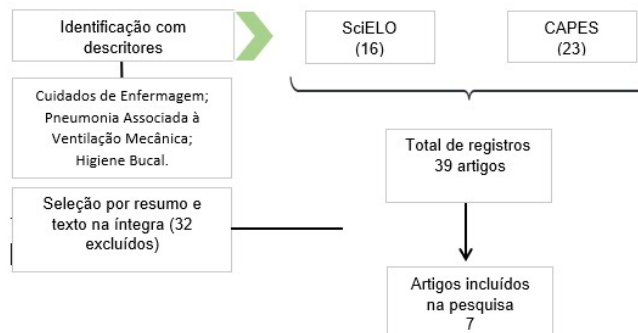 Identificação com
descritores
SciELO
(16)
CAPES
(23)
Cuidados de Enfermagem;
Pneumonia Associada à
Ventilação Mecânica;
Higiene Bucal.
Total de registros
39 artigos
Seleção por resumo e
texto na íntegra (32
excluídos)
Artigos incluídos
na pesquisa
7